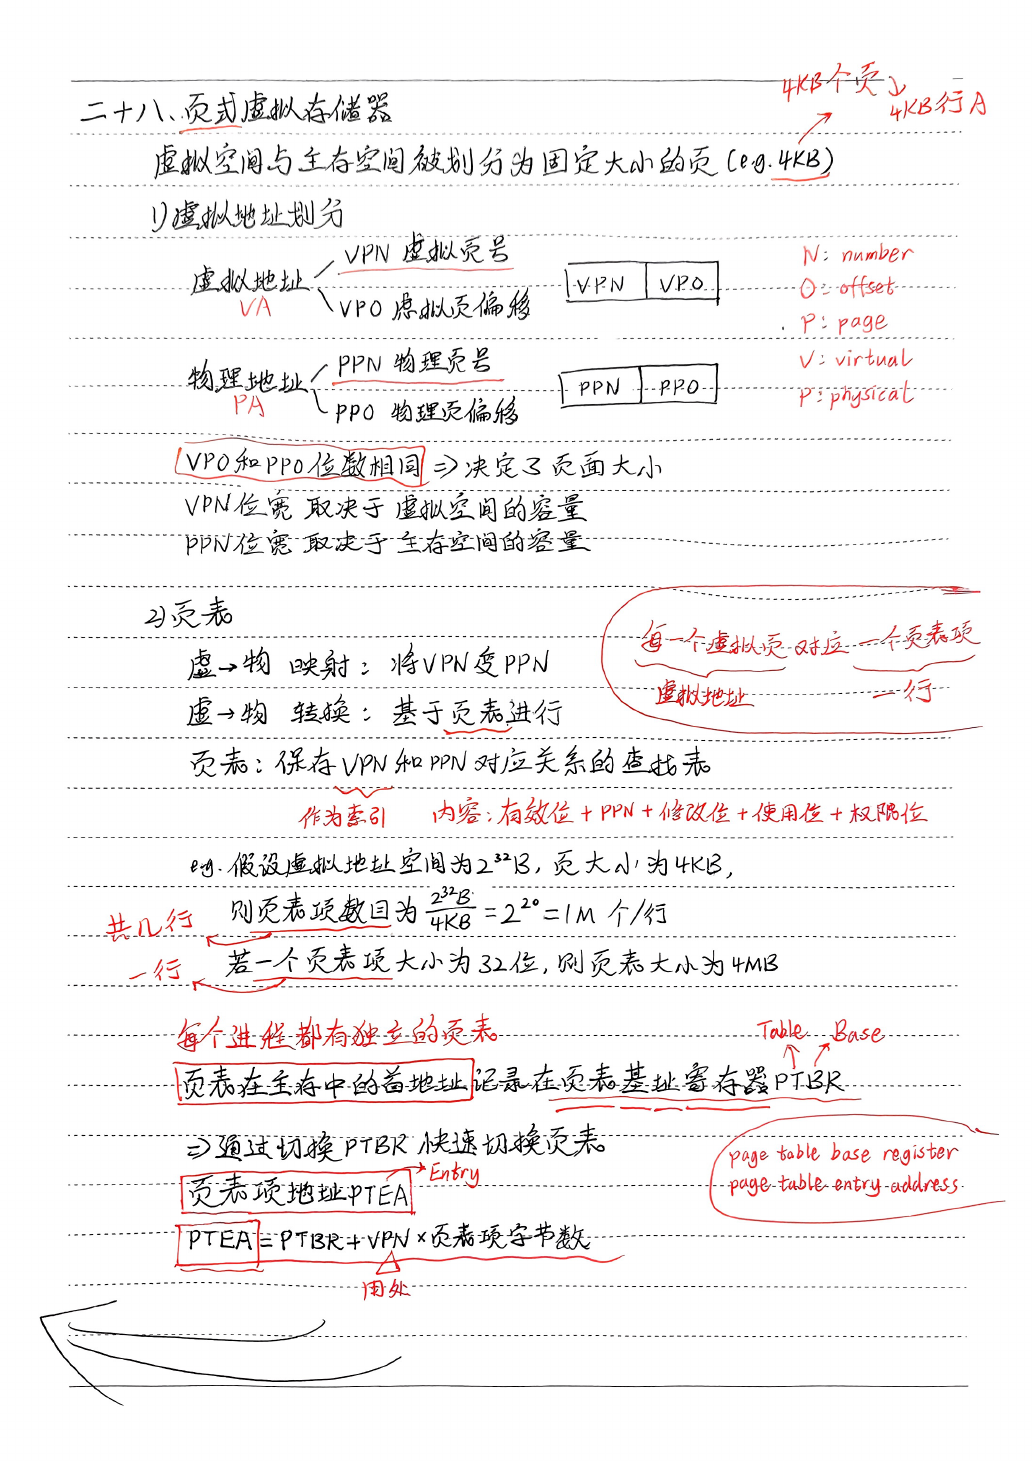 4KB个页
4KB行A
二十八、页式虚拟存储器
虚拟空间与主存空间被划分为固定大小的页(e.g.4KB)
1)虚拟地址划分
VPN 虚拟页号
虚拟地址
VA
VPO 虚拟页偏移
VPN VPO
N: number
O: offset
P: page
V: virtual
P: physical
PPN 物理页号
物理地址
PA
PPO 物理页偏移
PPN PPO
VPO和PPO位数相同 ⇒决定了页面大小
VPN位宽 取决于虚拟空间的容量
PPN位宽 取决于主存空间的容量
2)页表
每一个虚拟页 对应 一个页表项
虚拟地址 一行
虚→物 映射: 将VPN变PPN
虚→物 转换: 基于页表进行
页表: 保存VPN和PPN对应关系的查找表
作为索引 内容:有效位+PPN+修改位+使用位+权限位
e.g.假设虚拟地址空间为2³²B,页大小为4KB,
共几行
则页表项数目为 2³²B/4KB =2²⁰=1M 个/行
一行
若一个页表项大小为32位,则页表大小为4MB
每个进程都有独立的页表
Table Base
页表在主存中的首地址记录在页表基址寄存器PTBR
⇒通过切换PTBR快速切换页表
Entry
页表项地址PTEA
page table base register
page table entry address
PTEA=PTBR+VPN×页表项字节数
用处